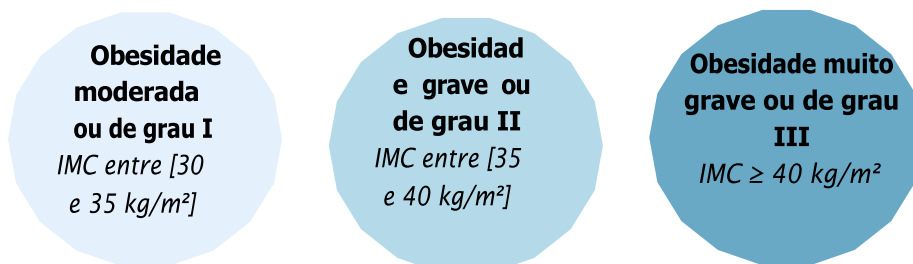 Obesidade
moderada
ou de grau I
IMC entre [30
e 35 kg/m²]
Obesidad
e grave ou
de grau II
IMC entre [35
e 40 kg/m²]
Obesidade muito
grave ou de grau
III
IMC ≥ 40 kg/m²